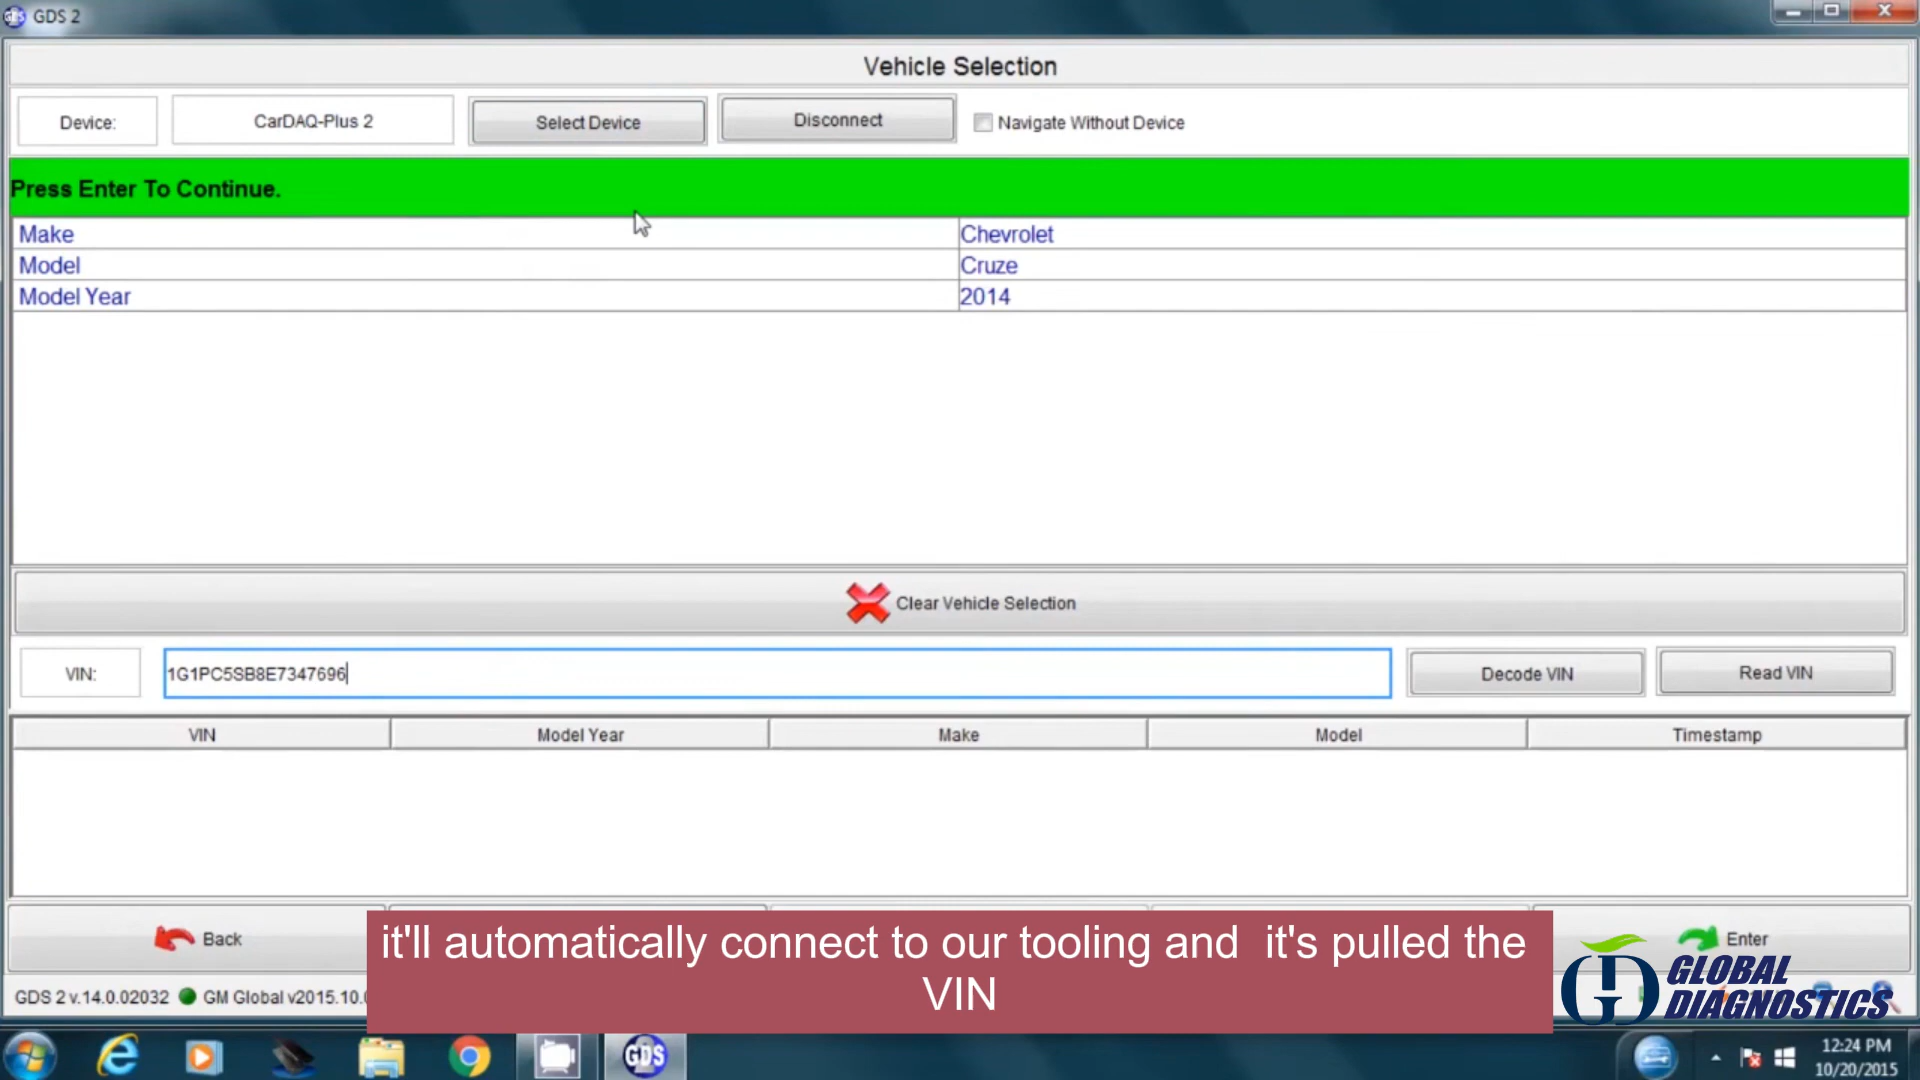 GDS 2
Vehicle Selection
Device: CarDAQ-Plus 2 Select Device Disconnect Navigate Without Device
Press Enter To Continue.
Make Chevrolet
Model Cruze
Model Year 2014
Clear Vehicle Selection
VIN: 1G1PC5SB8E7347696 Decode VIN Read VIN
VIN Model Year Make Model Timestamp
Back Enter
it'll automatically connect to our tooling and it's pulled the
VIN
GDS 2 v.14.0.02032 GM Global v2015.10.
GD GLOBAL
DIAGNOSTICS
GDS
12:24 PM
10/20/2015